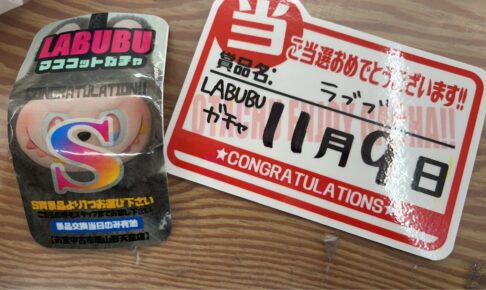 LABUBU
マスコットガチャ
CONGRATULATION!!
S
S賞景品より1つお選び下さい
景品交換当日のみ有効
当
ご当選おめでとうございます!!
賞品名:
ラブブ
LABUBU
ガチャ
11月9日
★CONGRATULATIONS★